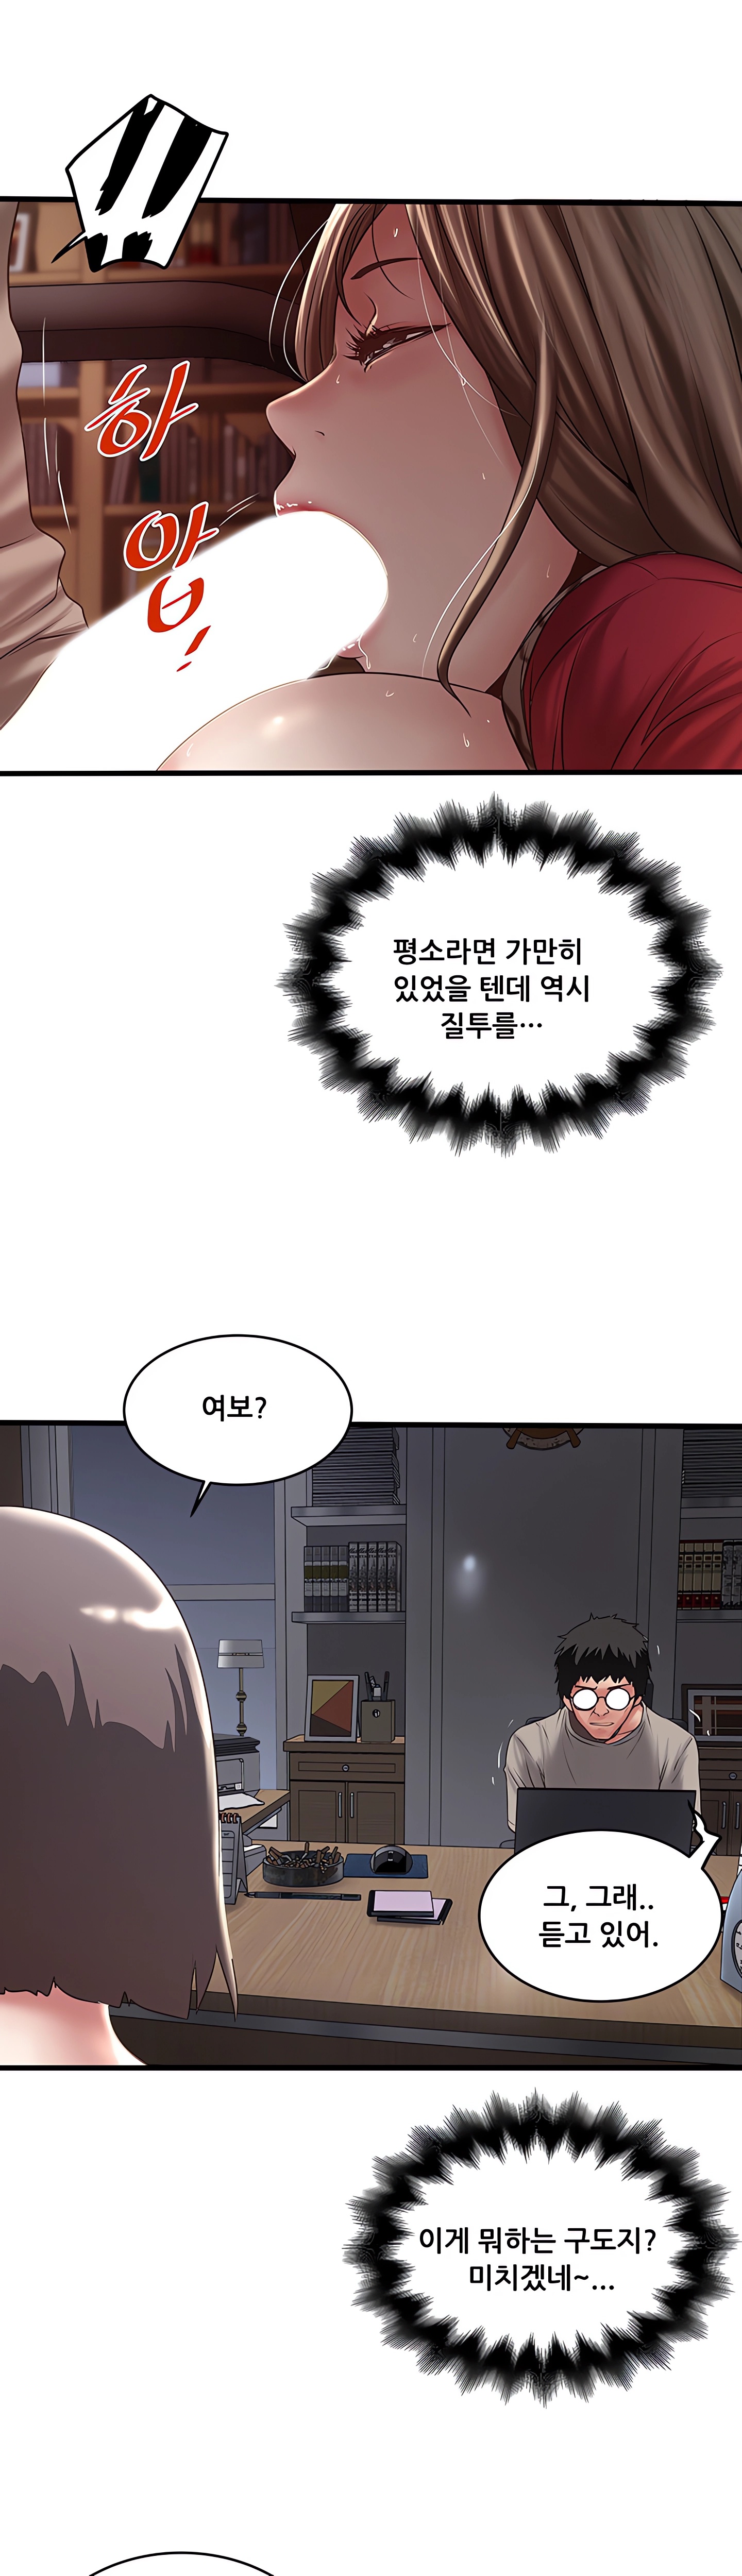 하
압
평소라면 가만히
있었을 텐데 역시
질투를…
여보?
그, 그래..
듣고 있어.
이게 뭐하는 구도지?
미치겠네~...